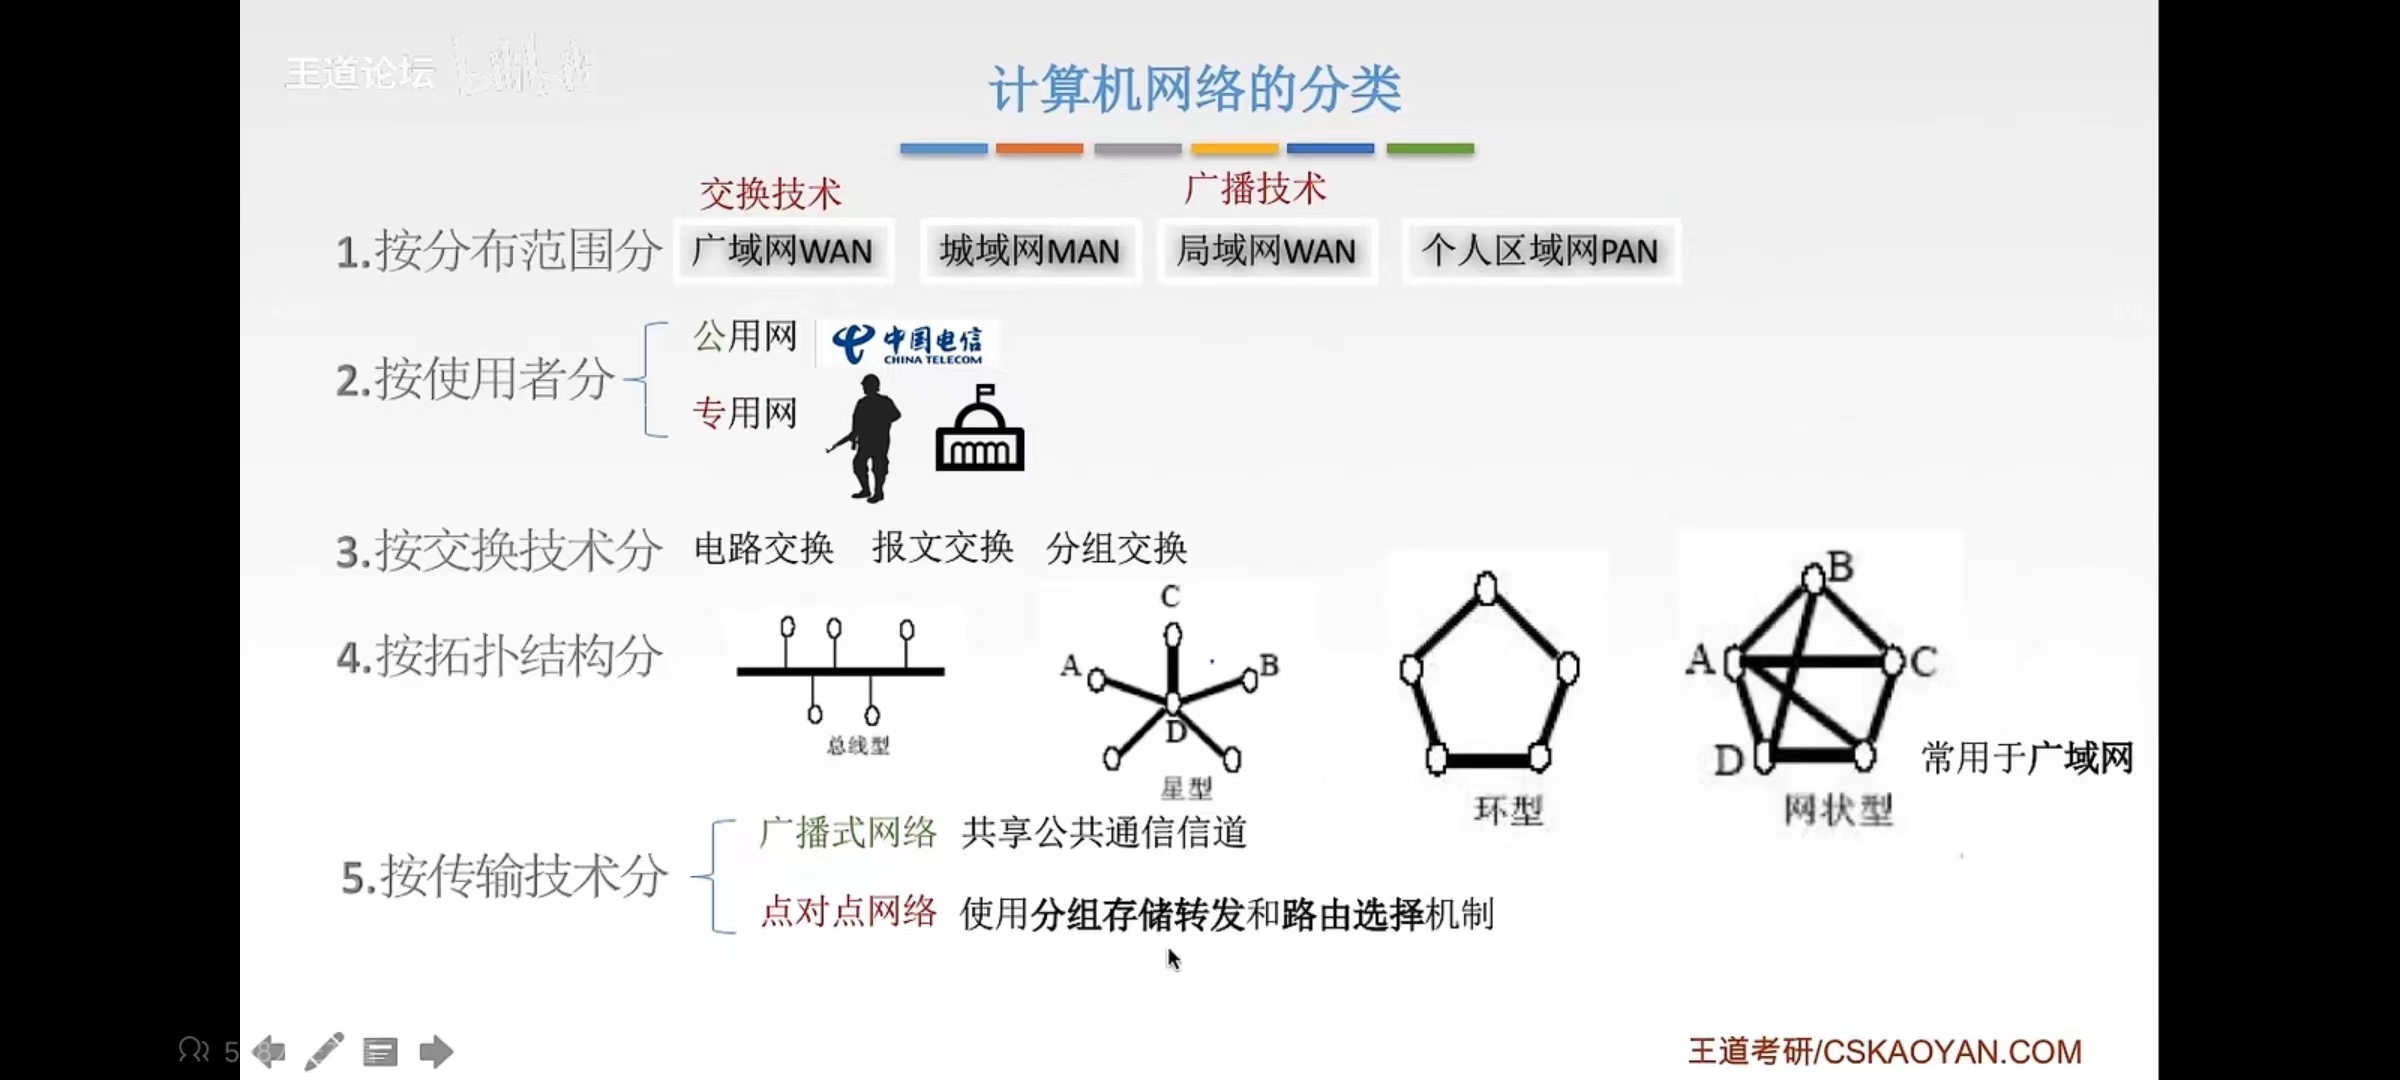 王道论坛
计算机网络的分类
交换技术 广播技术
1.按分布范围分 广域网WAN 城域网MAN 局域网WAN 个人区域网PAN
2.按使用者分
公用网 中国电信
CHINA TELECOM
专用网
3.按交换技术分 电路交换 报文交换 分组交换
4.按拓扑结构分
总线型
C
A B
D
星型
环型
B
A C
D
网状型
常用于广域网
5.按传输技术分
广播式网络 共享公共通信信道
点对点网络 使用分组存储转发和路由选择机制
5
王道考研/CSKAOYAN.COM